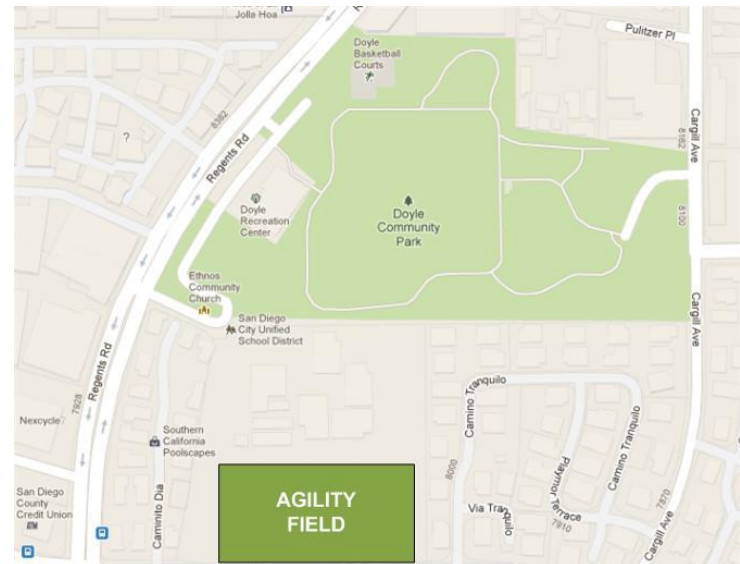 Jolla Hoa
Doyle
Basketball
Courts
Pulitzer Pl
Cargill Ave
8382
8162
?
Regents Rd
Doyle
Recreation
Center
Doyle
Community
Park
8100
Ethnos
Community
Church
San Diego
City Unified
School District
Cargill Ave
Regents Rd
Camino Tranquilo
7928
Nexcycle
Southern
California
Poolscapes
Camino Tranquilo
Camino Tranquilo
Playmor Terrace
8000
7870
San Diego
County
Credit Union
Caminito Dia
AGILITY
FIELD
Via Tranquilo
7910
Cargill Ave